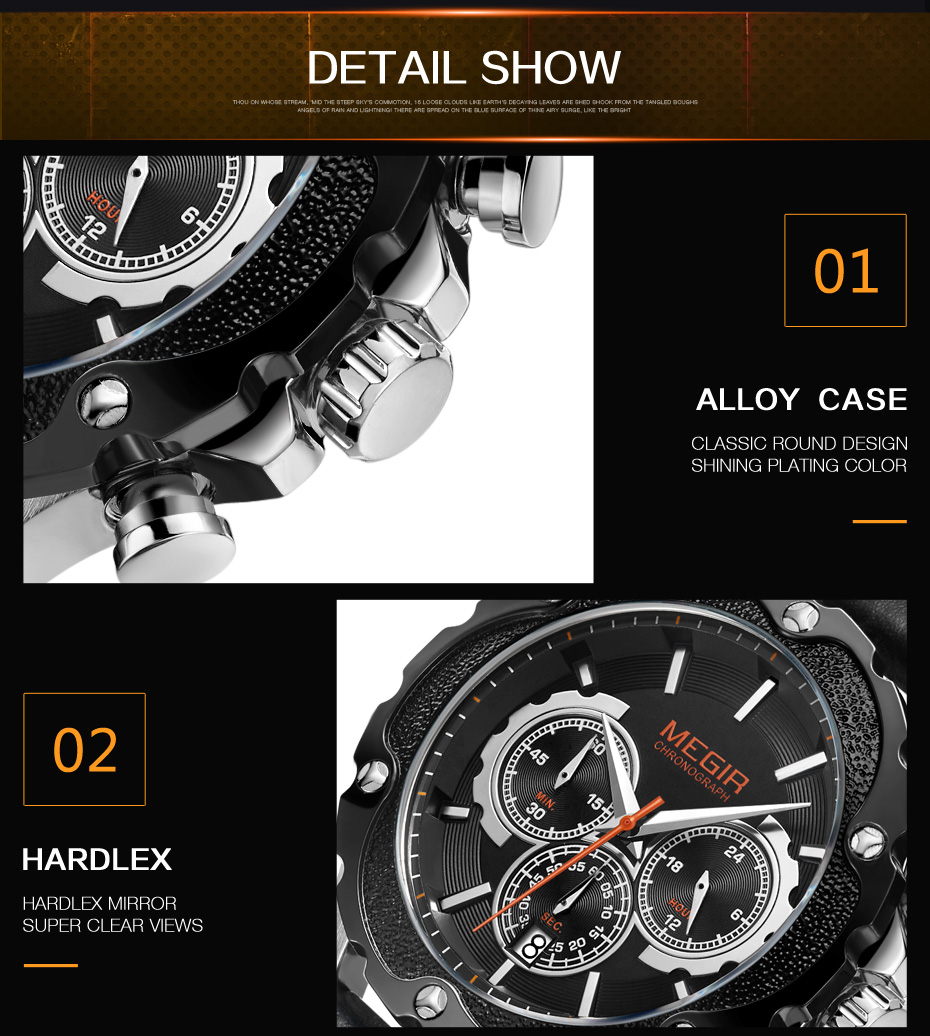 DETAIL SHOW
THOU ON WHOSE STREAM, 'MID THE STEEP SKY'S COMMOTION, 15 LOOSE CLOUDS LIKE EARTH'S DECAYING LEAVES ARE SHED SHOOK FROM THE TANGLED BOUGHS
ANGELS OF RAIN AND LIGHTNING! THERE ARE SPREAD ON THE BLUE SURFACE OF THINE AIRY SURGE, LIKE THE BRIGHT
HOUR
12
6
01
ALLOY CASE
CLASSIC ROUND DESIGN
SHINING PLATING COLOR
02
HARDLEX
HARDLEX MIRROR
SUPER CLEAR VIEWS
MEGIR
CHRONOGRAPH
60
45
MIN.
15
30
24
18
HOUR
12
6
45 50 55 60 05
10
15
20
25
SEC.
8